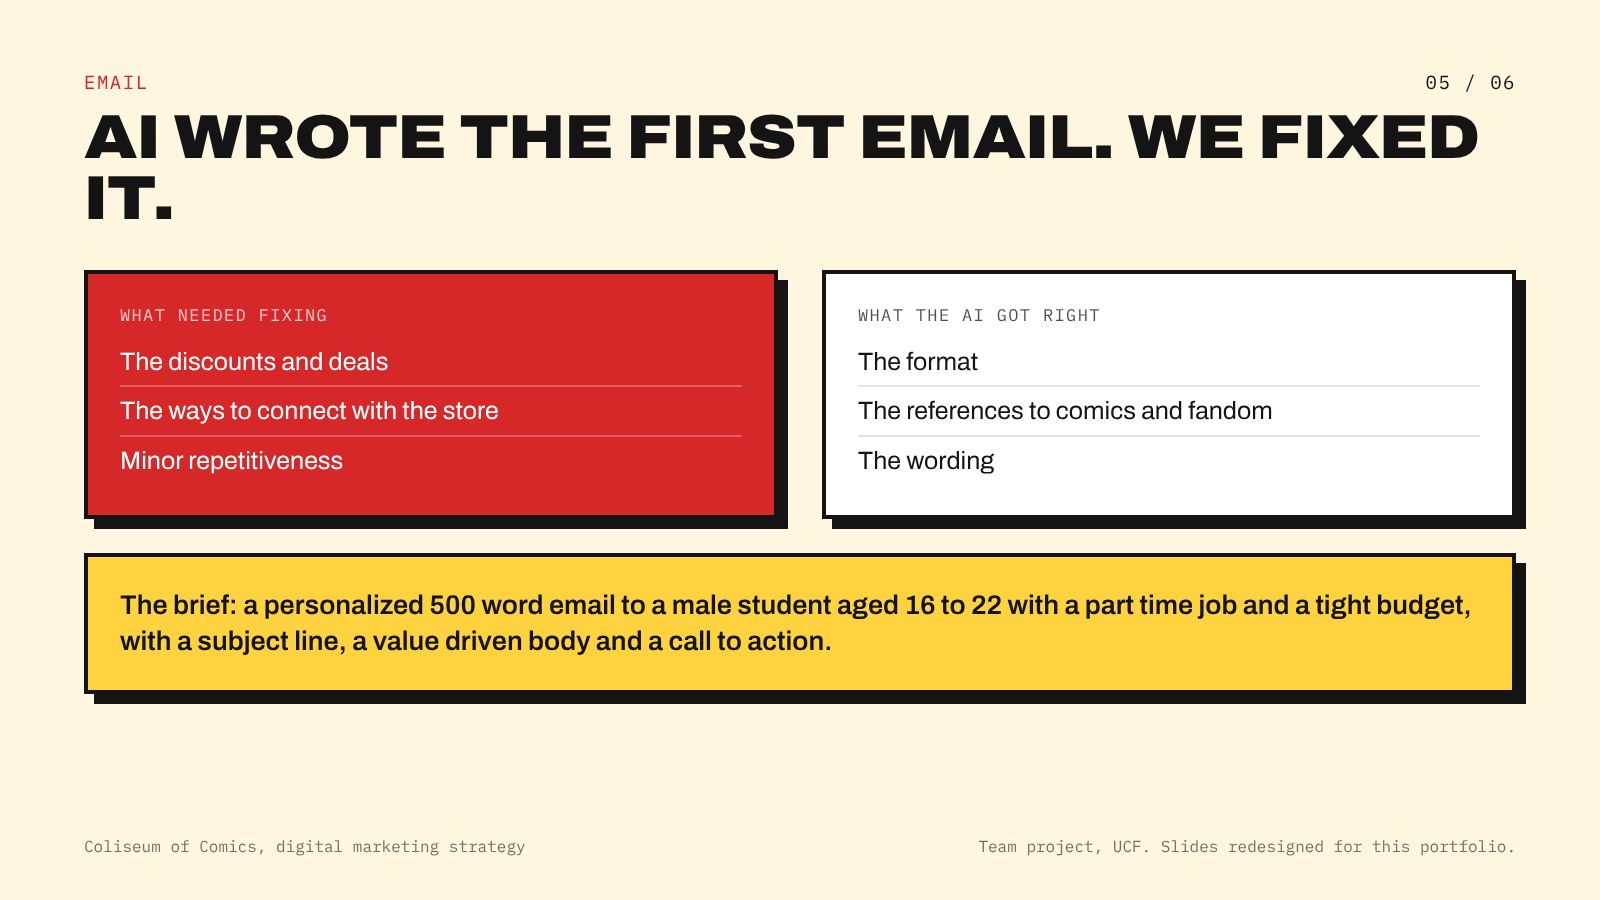 EMAIL
05 / 06
AI WROTE THE FIRST EMAIL. WE FIXED
IT.
WHAT NEEDED FIXING
The discounts and deals
The ways to connect with the store
Minor repetitiveness
WHAT THE AI GOT RIGHT
The format
The references to comics and fandom
The wording
The brief: a personalized 500 word email to a male student aged 16 to 22 with a part time job and a tight budget,
with a subject line, a value driven body and a call to action.
Coliseum of Comics, digital marketing strategy
Team project, UCF. Slides redesigned for this portfolio.